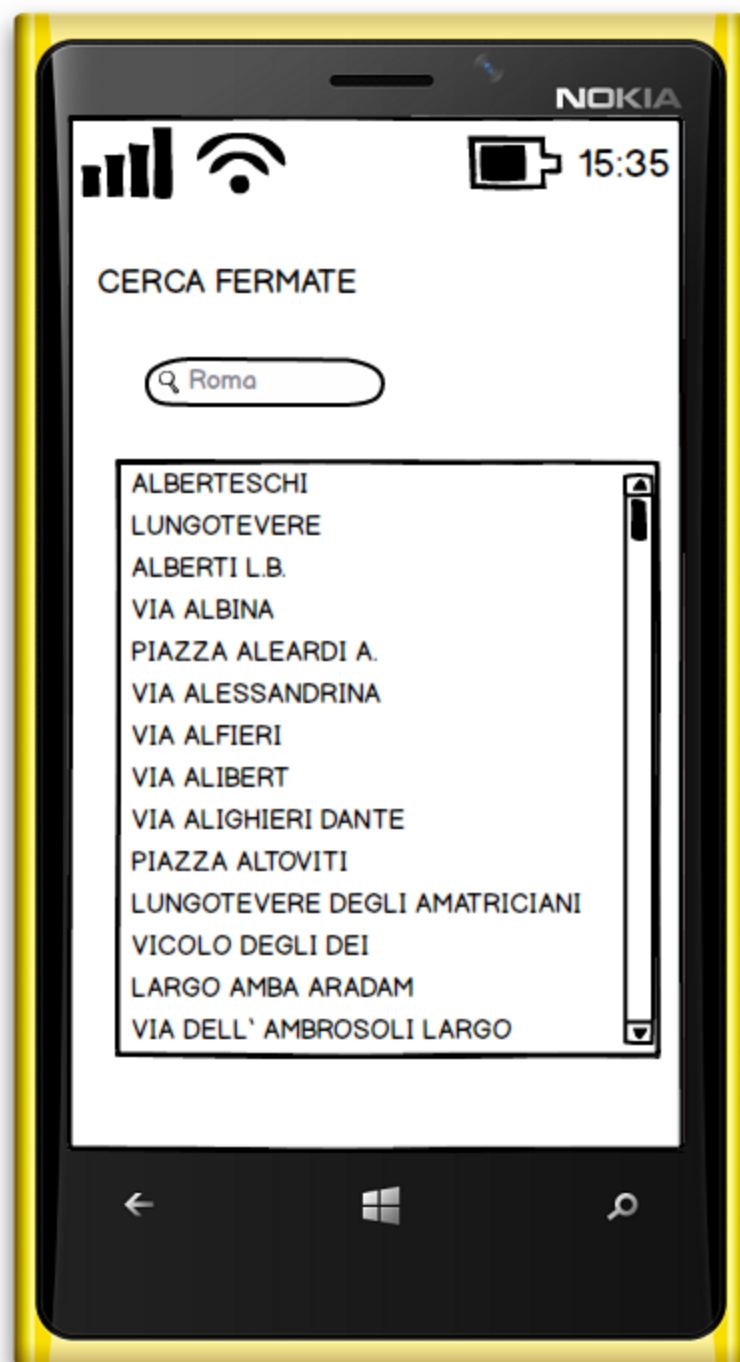 NOKIA
15:35
CERCA FERMATE
Roma
ALBERTESCHI
LUNGOTEVERE
ALBERTI L.B.
VIA ALBINA
PIAZZA ALEARDI A.
VIA ALESSANDRINA
VIA ALFIERI
VIA ALIBERT
VIA ALIGHIERI DANTE
PIAZZA ALTOVITI
LUNGOTEVERE DEGLI AMATRICIANI
VICOLO DEGLI DEI
LARGO AMBA ARADAM
VIA DELL` AMBROSOLI LARGO